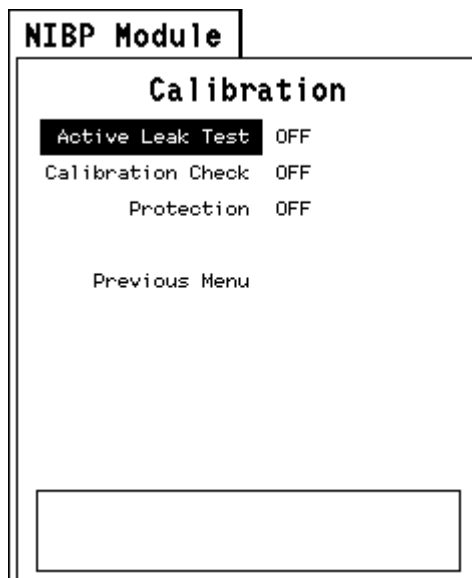 NIBP Module
Calibration
Active Leak Test OFF
Calibration Check OFF
Protection OFF
Previous Menu